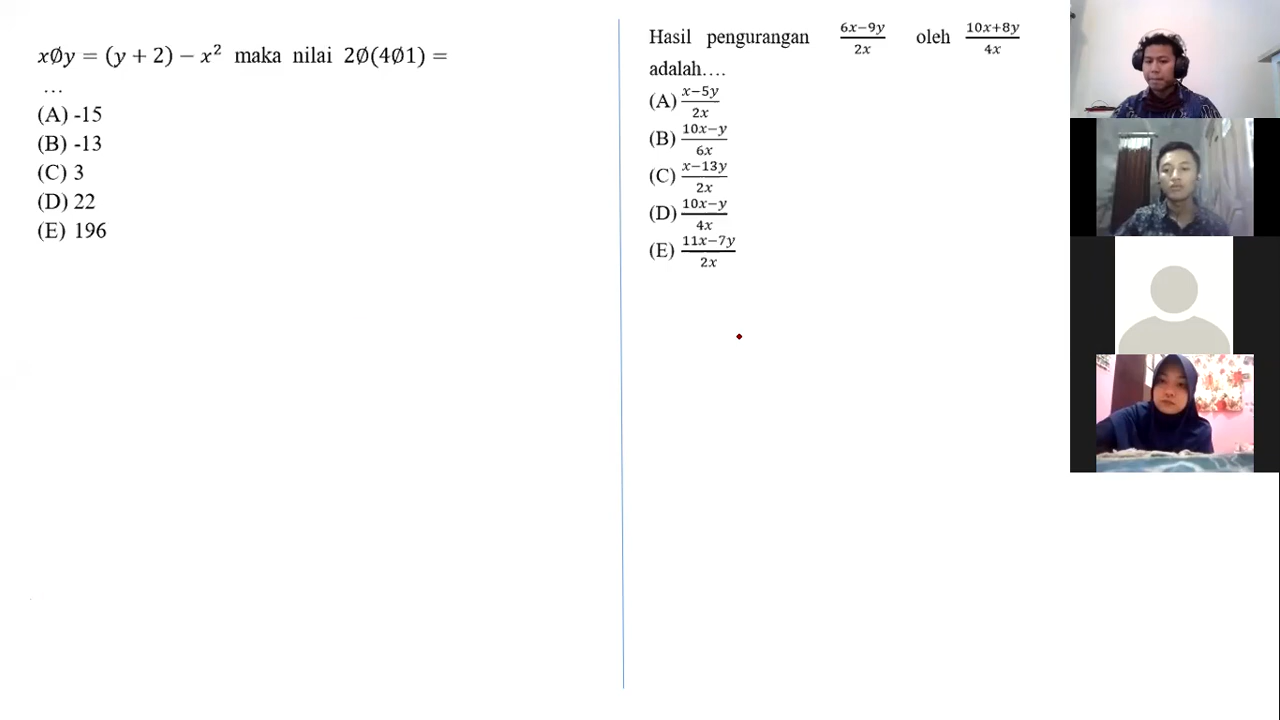 x∅y = (y + 2) − x² maka nilai 2∅(4∅1) =
…
(A) -15
(B) -13
(C) 3
(D) 22
(E) 196
Hasil pengurangan (6x−9y)/(2x) oleh (10x+8y)/(4x)
adalah….
(A) (x−5y)/(2x)
(B) (10x−y)/(6x)
(C) (x−13y)/(2x)
(D) (10x−y)/(4x)
(E) (11x−7y)/(2x)